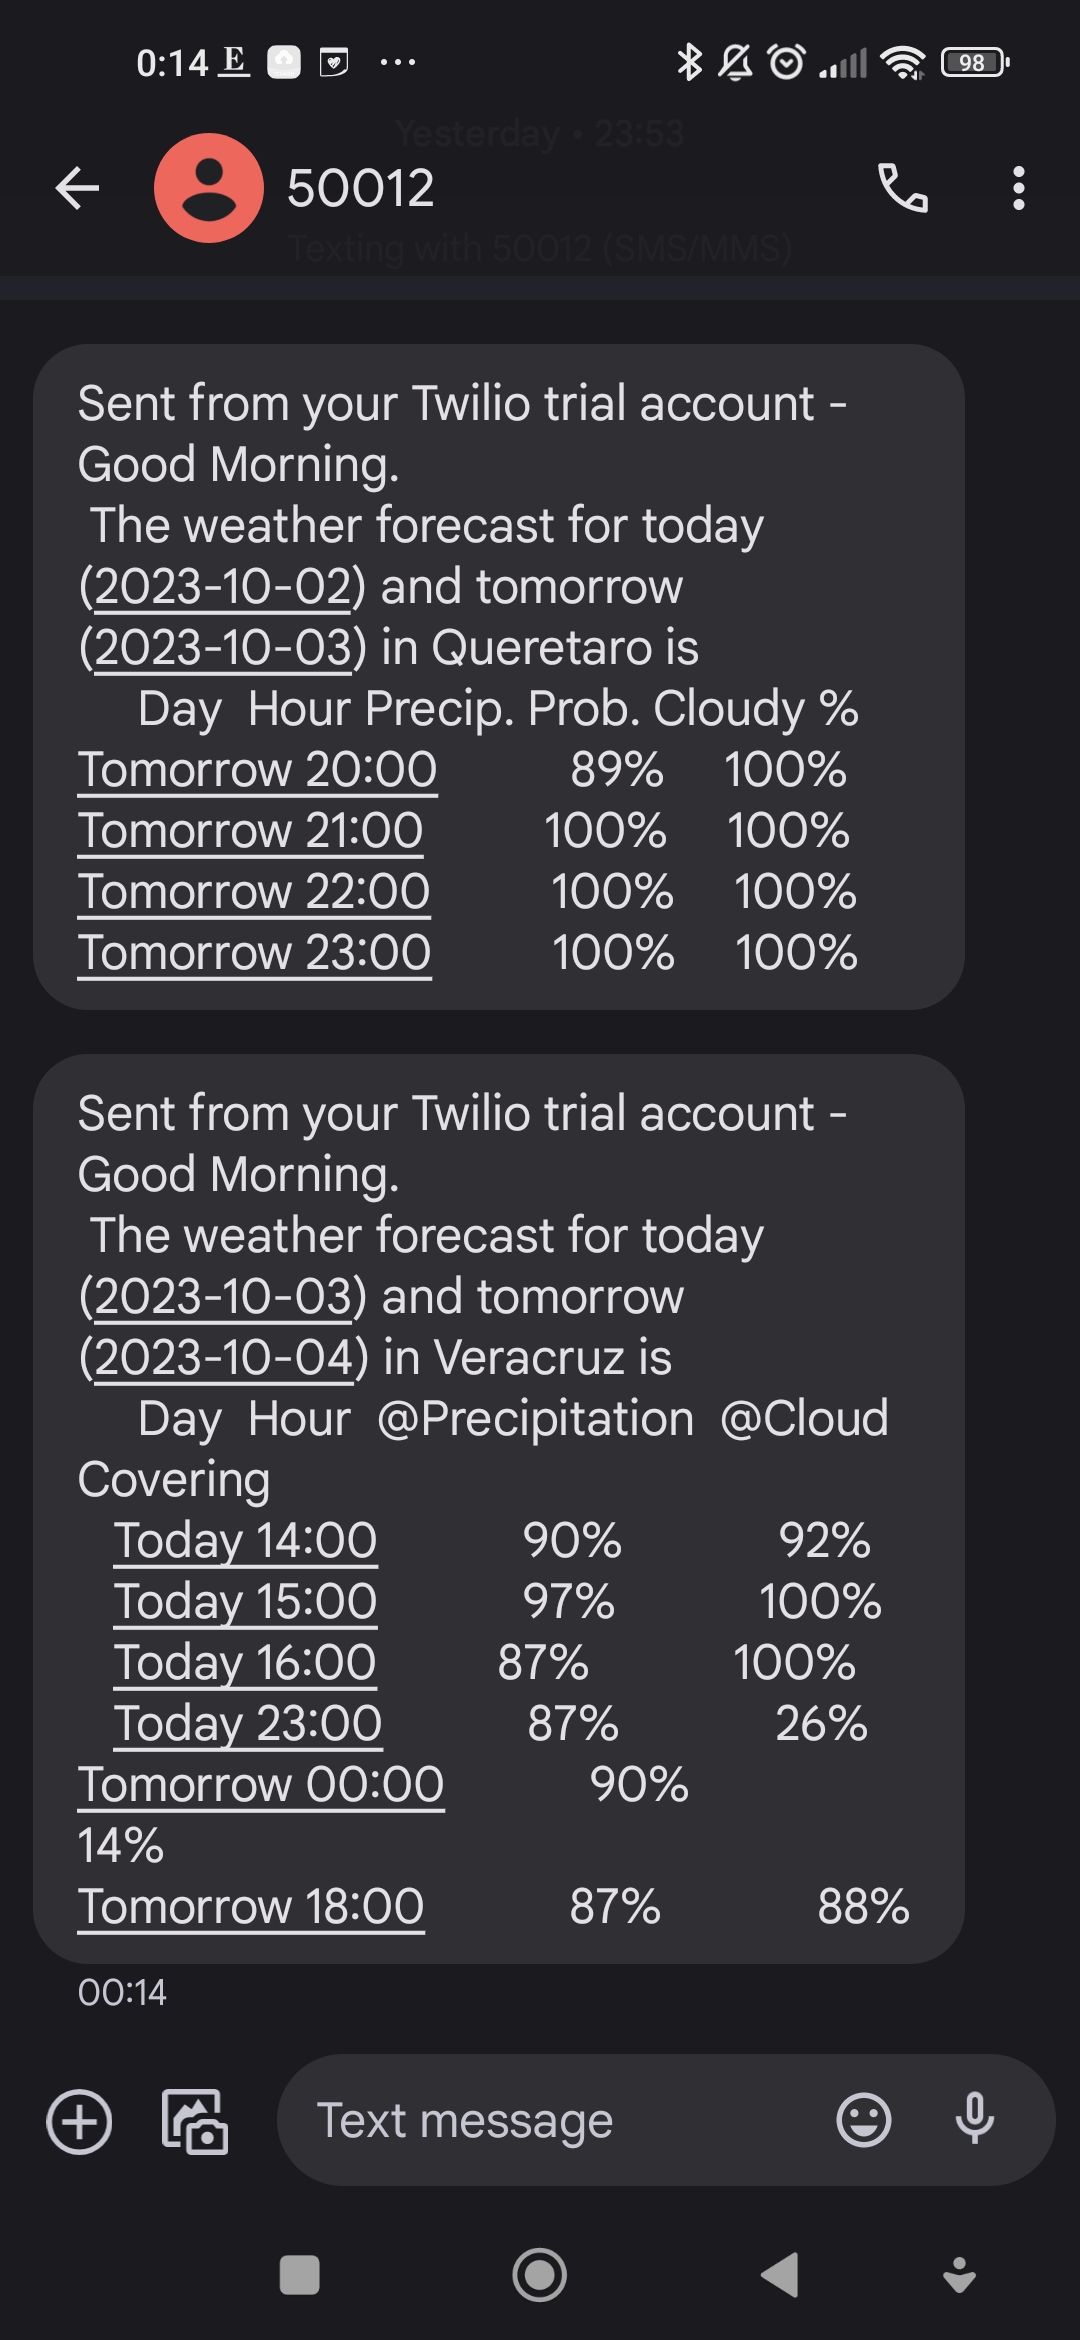 0:14 E 98
Yesterday • 23:53
50012
Texting with 50012 (SMS/MMS)
Sent from your Twilio trial account -
Good Morning.
The weather forecast for today
(2023-10-02) and tomorrow
(2023-10-03) in Queretaro is
Day Hour Precip. Prob. Cloudy %
Tomorrow 20:00 89% 100%
Tomorrow 21:00 100% 100%
Tomorrow 22:00 100% 100%
Tomorrow 23:00 100% 100%
Sent from your Twilio trial account -
Good Morning.
The weather forecast for today
(2023-10-03) and tomorrow
(2023-10-04) in Veracruz is
Day Hour @Precipitation @Cloud
Covering
Today 14:00 90% 92%
Today 15:00 97% 100%
Today 16:00 87% 100%
Today 23:00 87% 26%
Tomorrow 00:00 90%
14%
Tomorrow 18:00 87% 88%
00:14
Text message